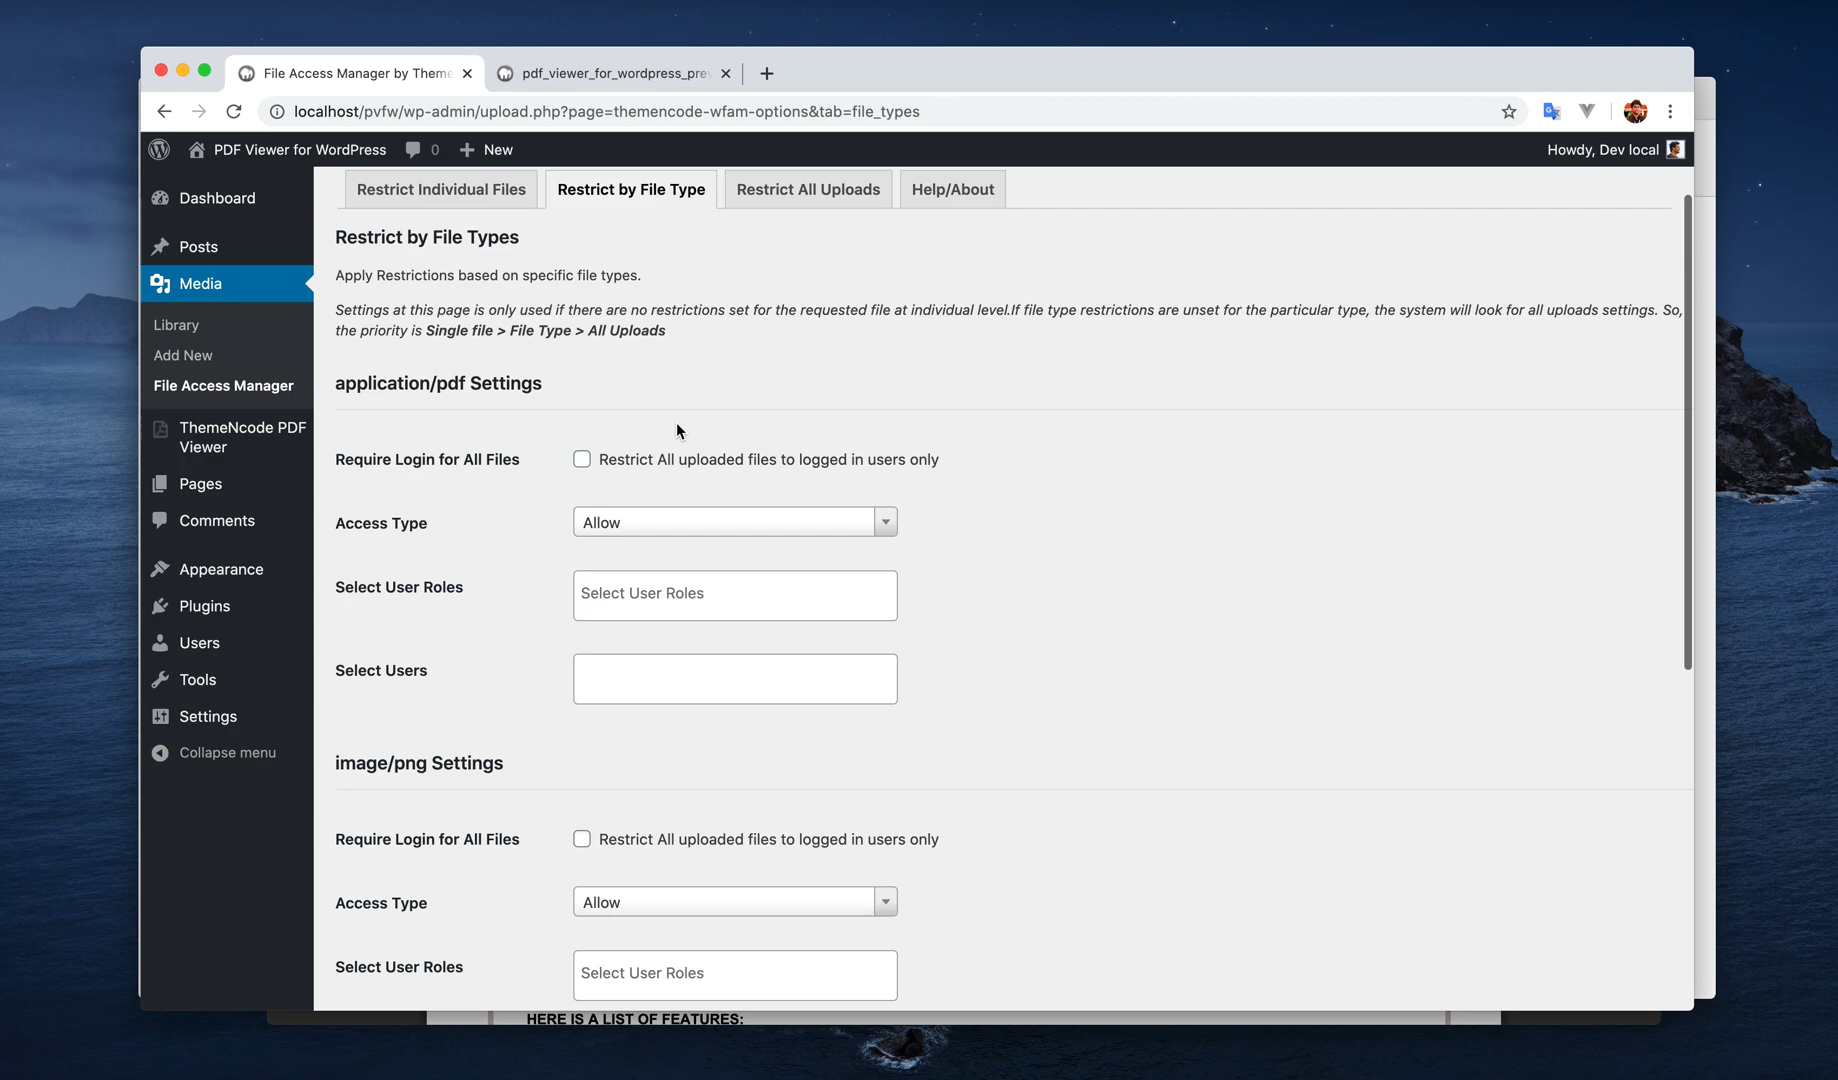 File Access Manager by Theme
pdf_viewer_for_wordpress_prev
localhost/pvfw/wp-admin/upload.php?page=themencode-wfam-options&tab=file_types
PDF Viewer for WordPress
0
New
Howdy, Dev local
Dashboard
Posts
Media
Library
Add New
File Access Manager
ThemeNcode PDF
Viewer
Pages
Comments
Appearance
Plugins
Users
Tools
Settings
Collapse menu
Restrict Individual Files
Restrict by File Type
Restrict All Uploads
Help/About
Restrict by File Types
Apply Restrictions based on specific file types.
Settings at this page is only used if there are no restrictions set for the requested file at individual level.If file type restrictions are unset for the particular type, the system will look for all uploads settings. So,
the priority is Single file > File Type > All Uploads
application/pdf Settings
Require Login for All Files
Restrict All uploaded files to logged in users only
Access Type
Allow
Select User Roles
Select User Roles
Select Users
image/png Settings
Require Login for All Files
Restrict All uploaded files to logged in users only
Access Type
Allow
Select User Roles
Select User Roles
HERE IS A LIST OF FEATURES: